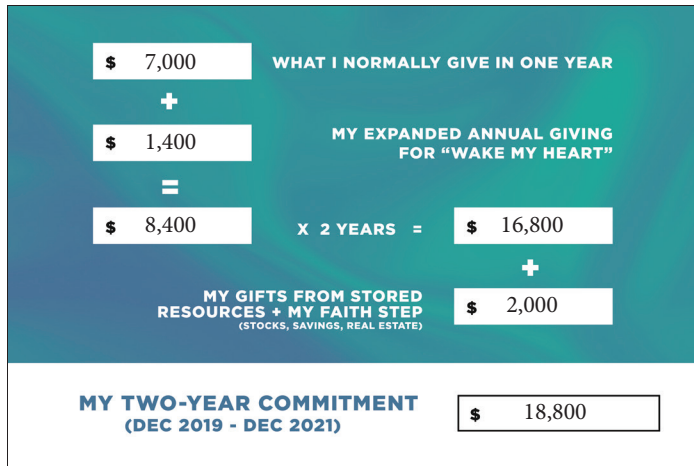 $ 7,000 WHAT I NORMALLY GIVE IN ONE YEAR
+
$ 1,400 MY EXPANDED ANNUAL GIVING
FOR “WAKE MY HEART”
=
$ 8,400 X 2 YEARS = $ 16,800
+
MY GIFTS FROM STORED
RESOURCES + MY FAITH STEP $ 2,000
(STOCKS, SAVINGS, REAL ESTATE)
MY TWO-YEAR COMMITMENT $ 18,800
(DEC 2019 - DEC 2021)